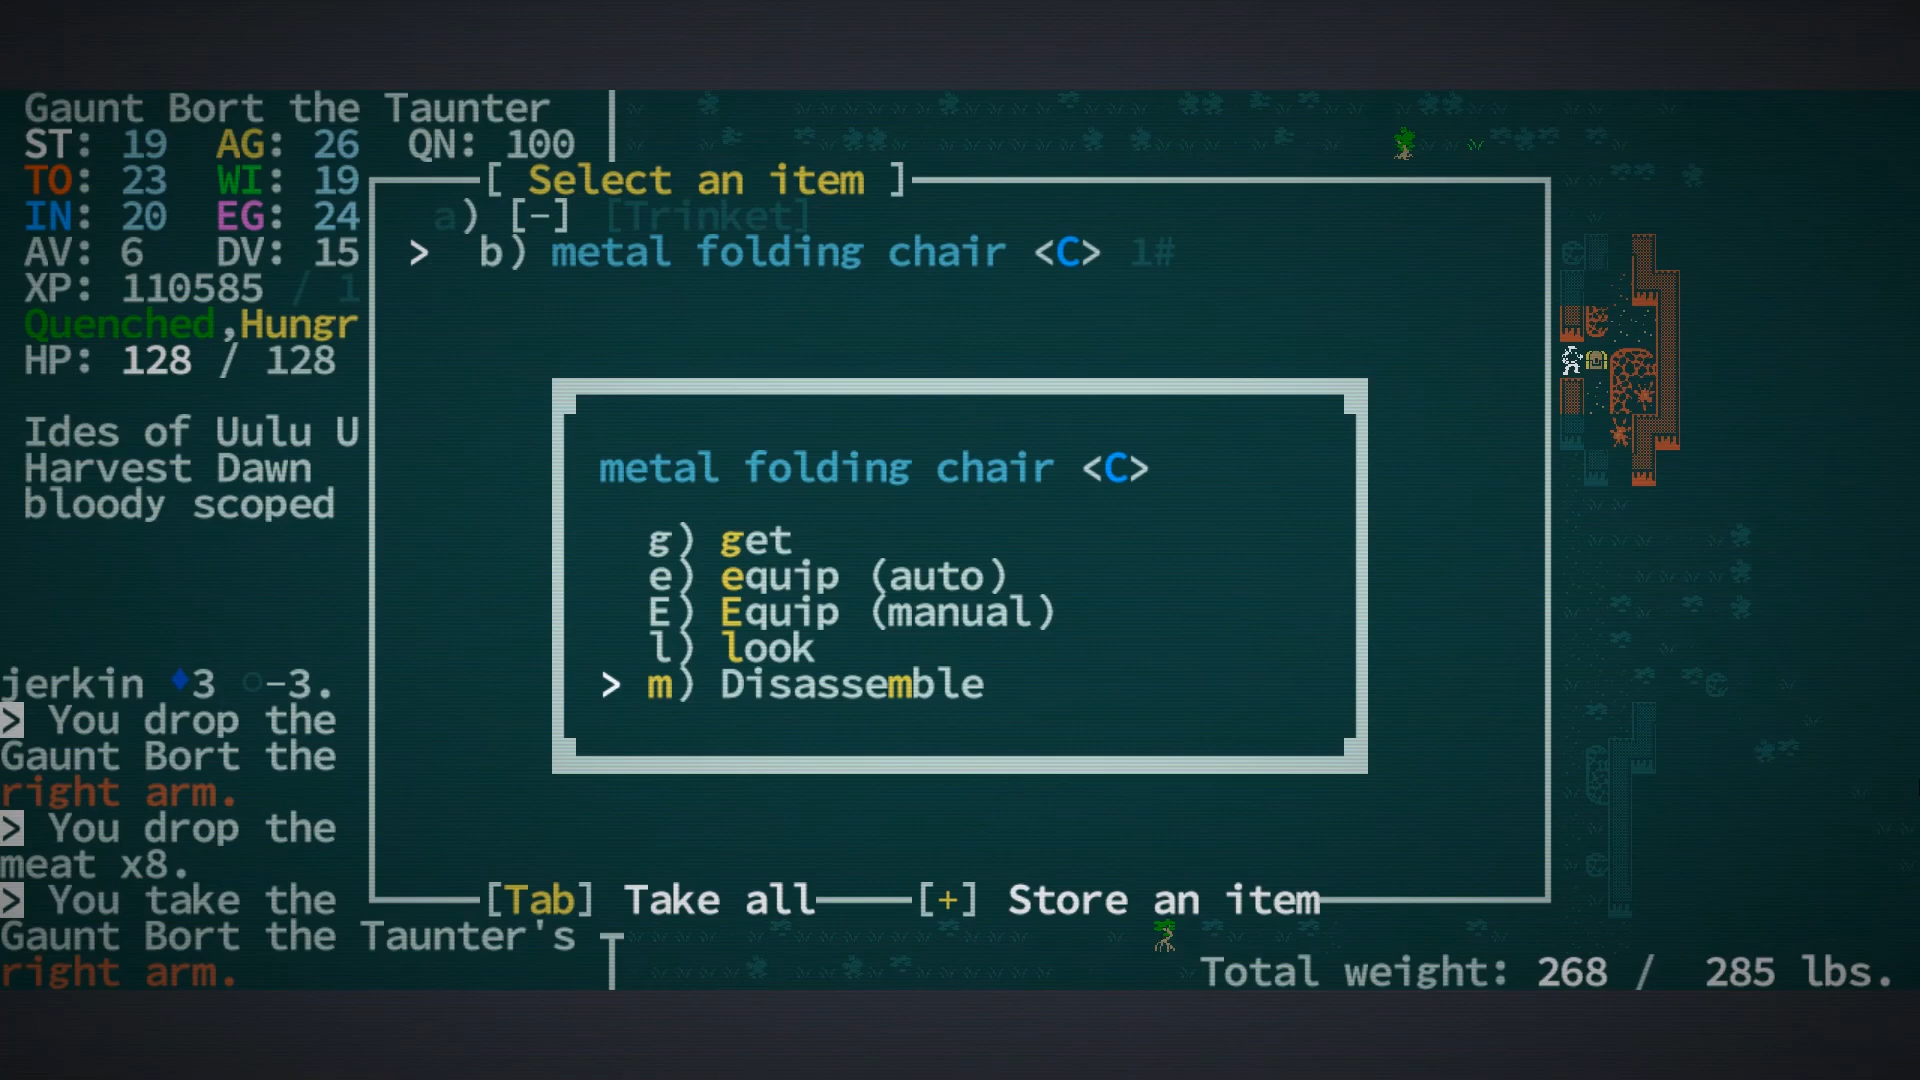 Gaunt Bort the Taunter
ST: 19 AG: 26 QN: 100
TO: 23 WI: 19
IN: 20 EG: 24
AV: 6 DV: 15
XP: 110585 / 1
Quenched,Hungr
HP: 128 / 128
Ides of Uulu U
Harvest Dawn
bloody scoped
jerkin ♦3 ○-3.
> You drop the
Gaunt Bort the
right arm.
> You drop the
meat x8.
> You take the
Gaunt Bort the Taunter's
right arm.
[ Select an item ]
a) [-] [Trinket]
> b) metal folding chair <C> 1#
metal folding chair <C>
g) get
e) equip (auto)
E) Equip (manual)
l) look
> m) Disassemble
[Tab] Take all
[+] Store an item
Total weight: 268 / 285 lbs.